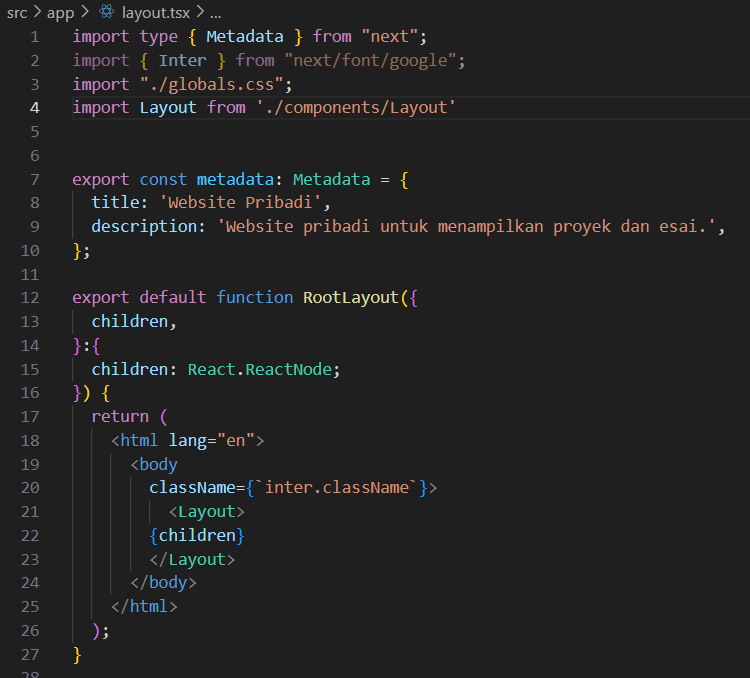 src > app > layout.tsx > ...
1 import type { Metadata } from "next";
2 import { Inter } from "next/font/google";
3 import "./globals.css";
4 import Layout from './components/Layout'
5
6
7 export const metadata: Metadata = {
8 title: 'Website Pribadi',
9 description: 'Website pribadi untuk menampilkan proyek dan esai.',
10 };
11
12 export default function RootLayout({
13 children,
14 }:{
15 children: React.ReactNode;
16 }) {
17 return (
18 <html lang="en">
19 <body
20 className={`inter.className`}>
21 <Layout>
22 {children}
23 </Layout>
24 </body>
25 </html>
26 );
27 }
28